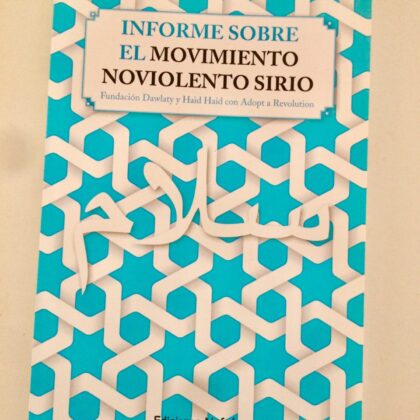 INFORME SOBRE
EL MOVIMIENTO
NOVIOLENTO SIRIO
Fundación Dawlaty y Haid Haid con Adopt a Revolution
سلام